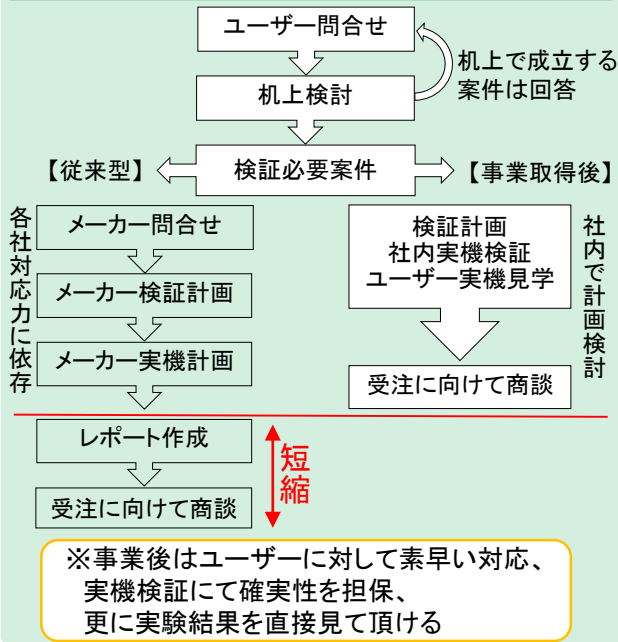 ユーザー問合せ
机上で成立する
案件は回答
机上検討
【従来型】
検証必要案件
【事業取得後】
各社対応力に依存
メーカー問合せ
メーカー検証計画
メーカー実機計画
検証計画
社内実機検証
ユーザー実機見学
社内で計画検討
受注に向けて商談
レポート作成
受注に向けて商談
短縮
※事業後はユーザーに対して素早い対応、
実機検証にて確実性を担保、
更に実験結果を直接見て頂ける